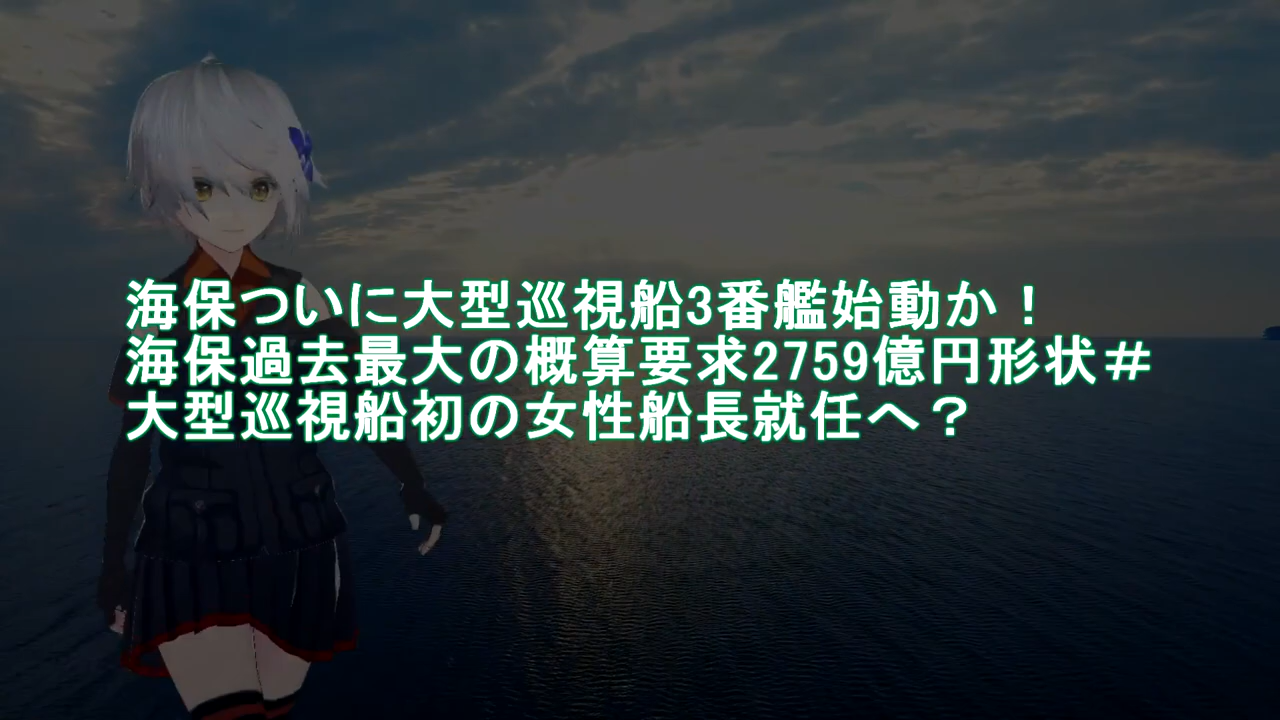 海保ついに大型巡視船3番艦始動か！
海保過去最大の概算要求2759億円形状＃
大型巡視船初の女性船長就任へ？